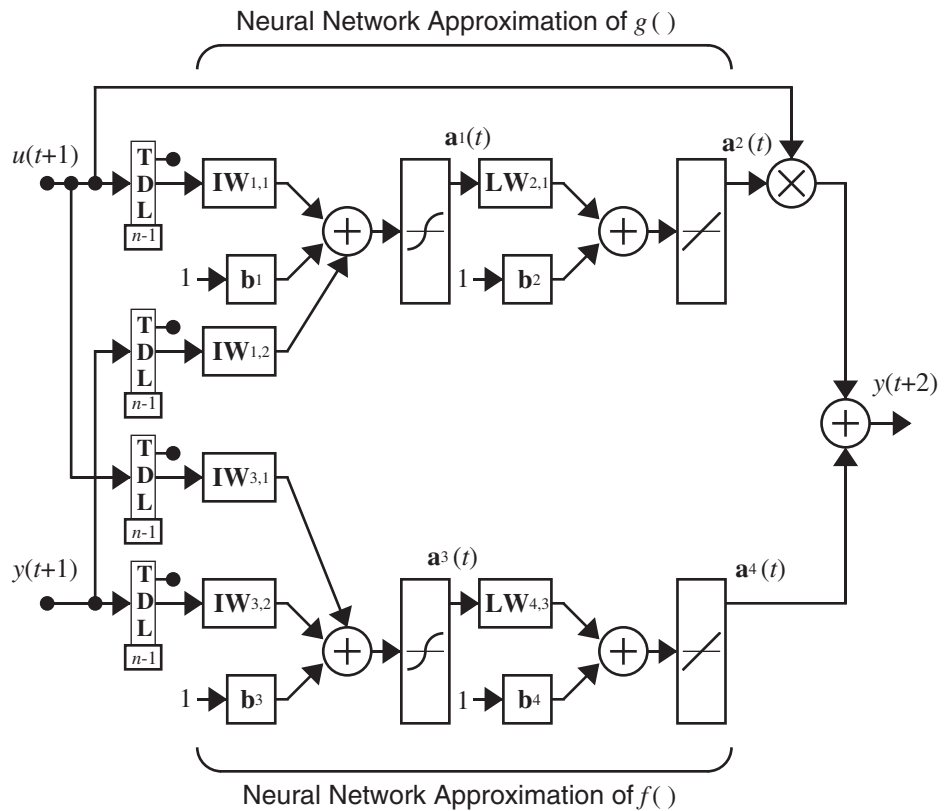 Neural Network Approximation of g ( )
u(t+1)
T
D
L
n-1
IW1,1
1
b1
a1(t)
LW2,1
1
b2
a2 (t)
T
D
L
n-1
IW1,2
y(t+2)
T
D
L
n-1
IW3,1
y(t+1)
T
D
L
n-1
IW3,2
1
b3
a3 (t)
LW4,3
1
b4
a4 (t)
Neural Network Approximation of f ( )